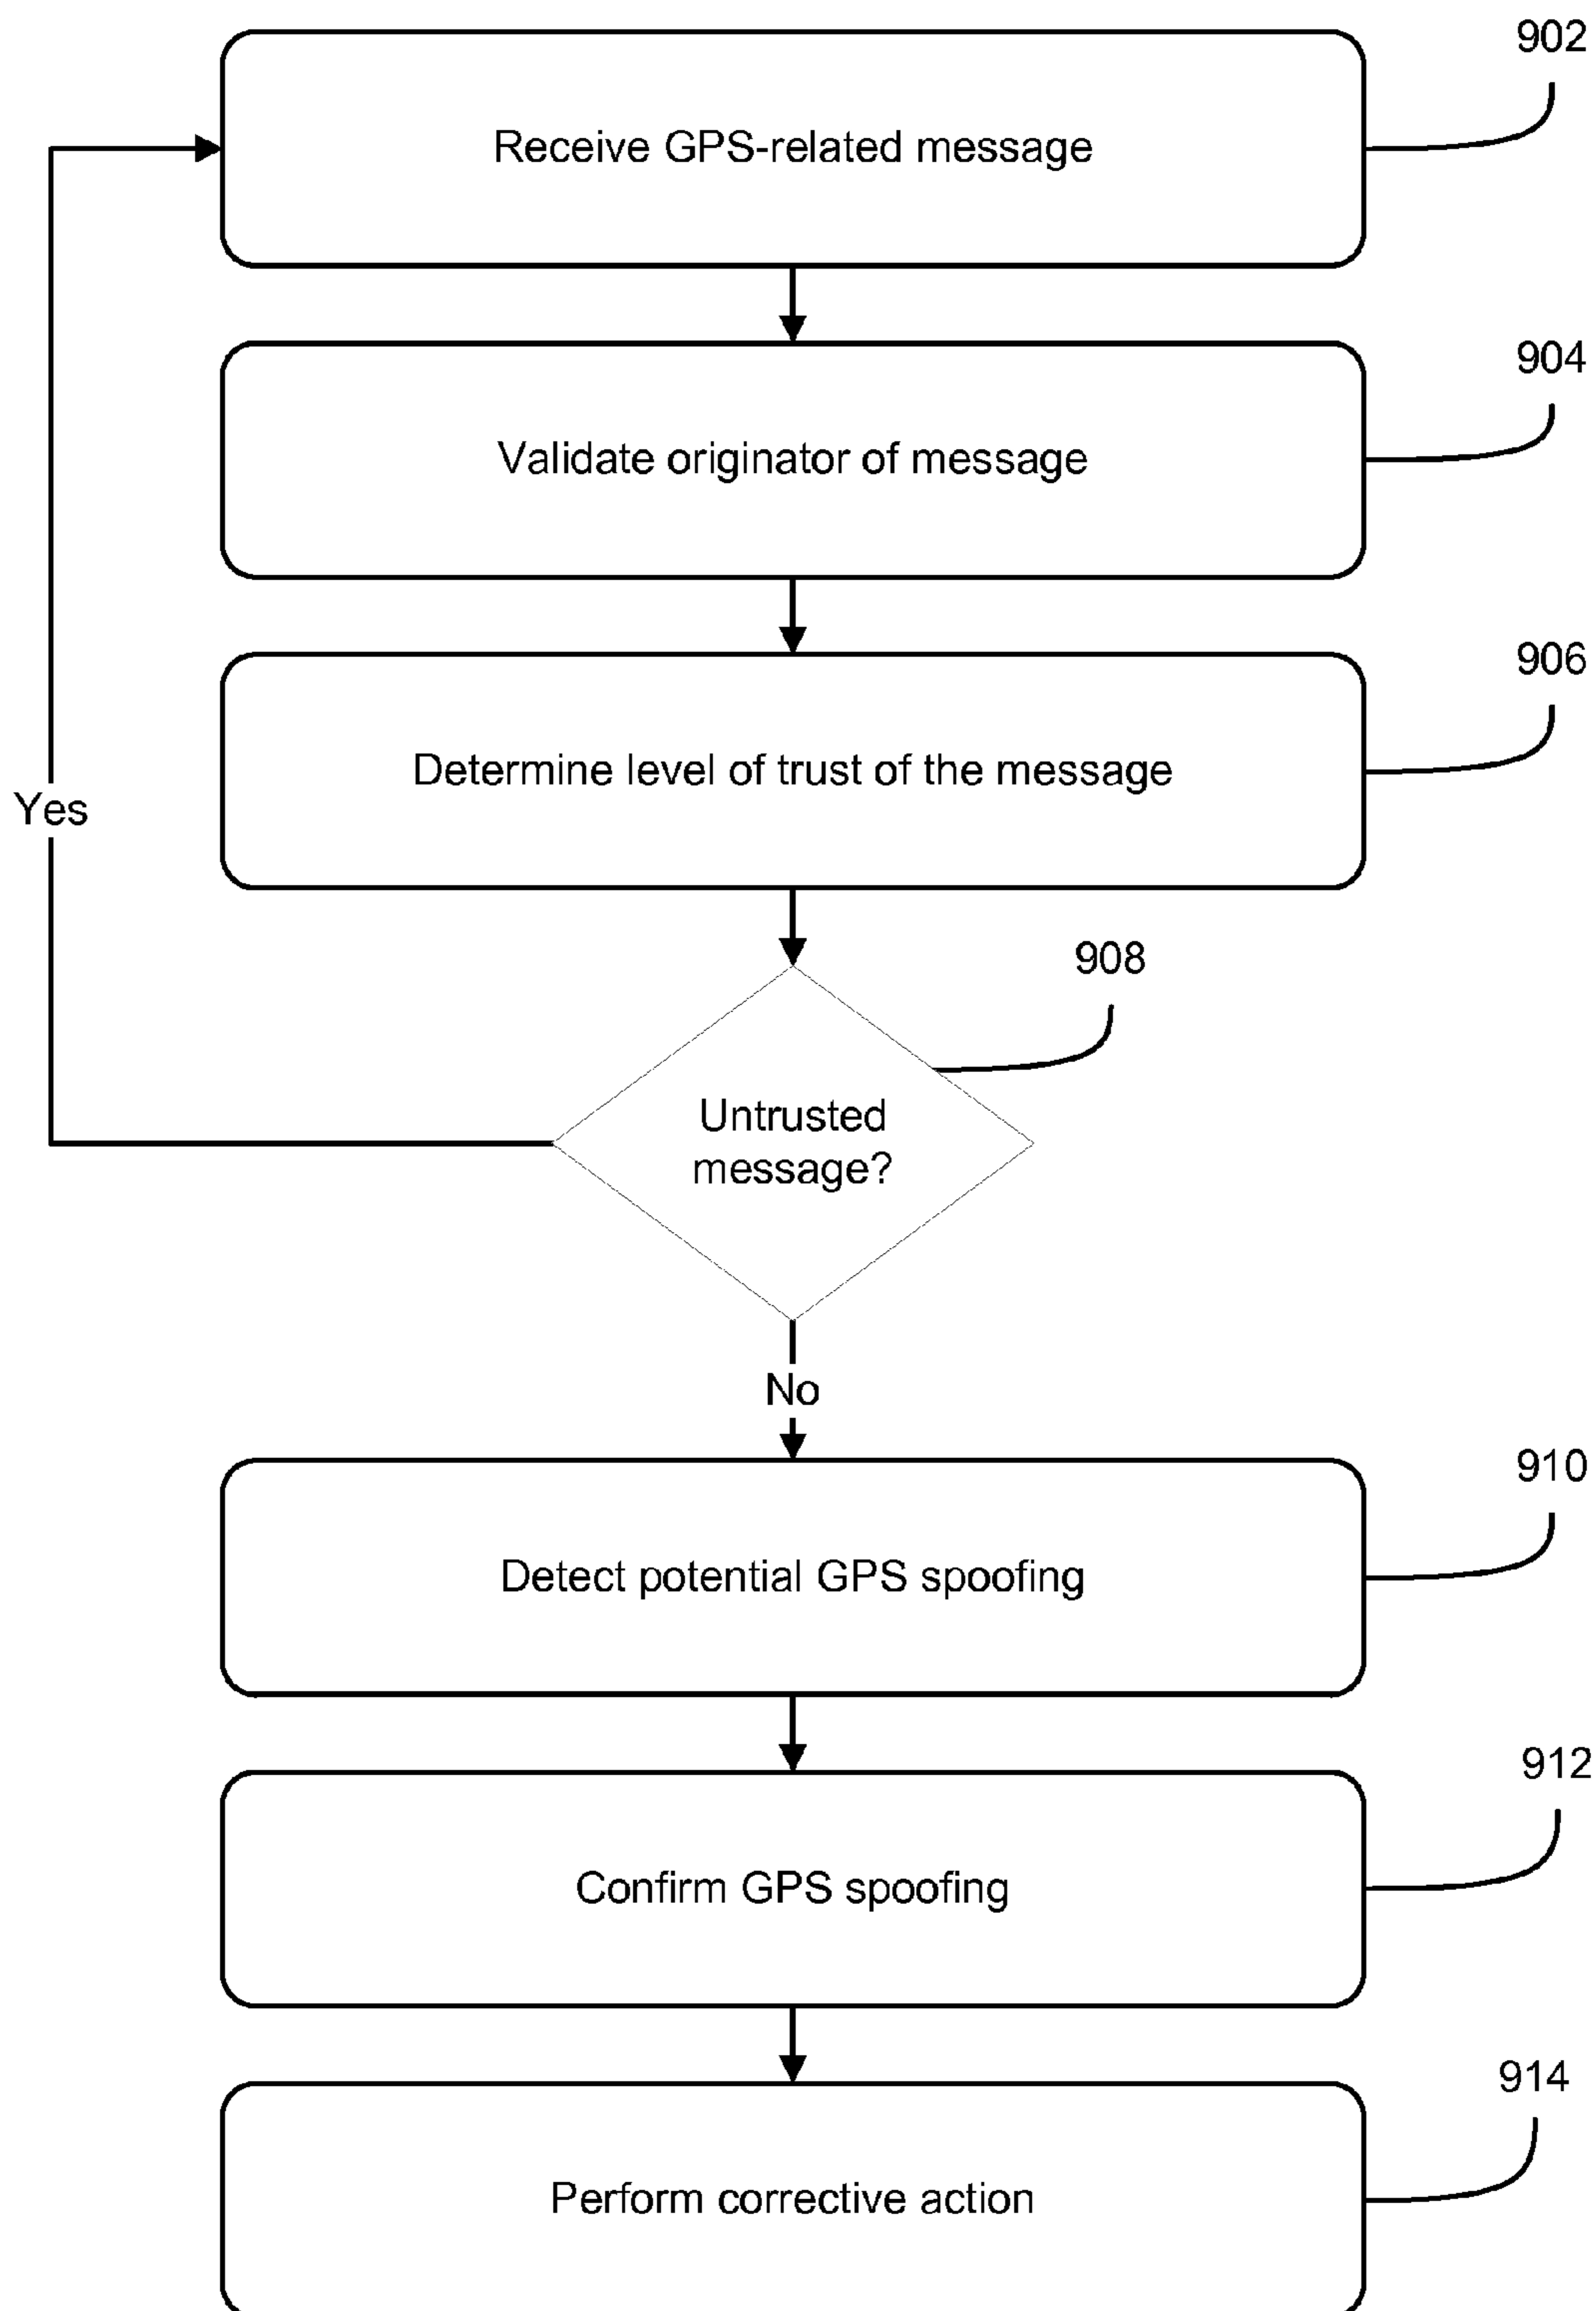 902
Receive GPS-related message
904
Validate originator of message
906
Determine level of trust of the message
Yes
908
Untrusted
message?
No
910
Detect potential GPS spoofing
912
Confirm GPS spoofing
914
Perform corrective action